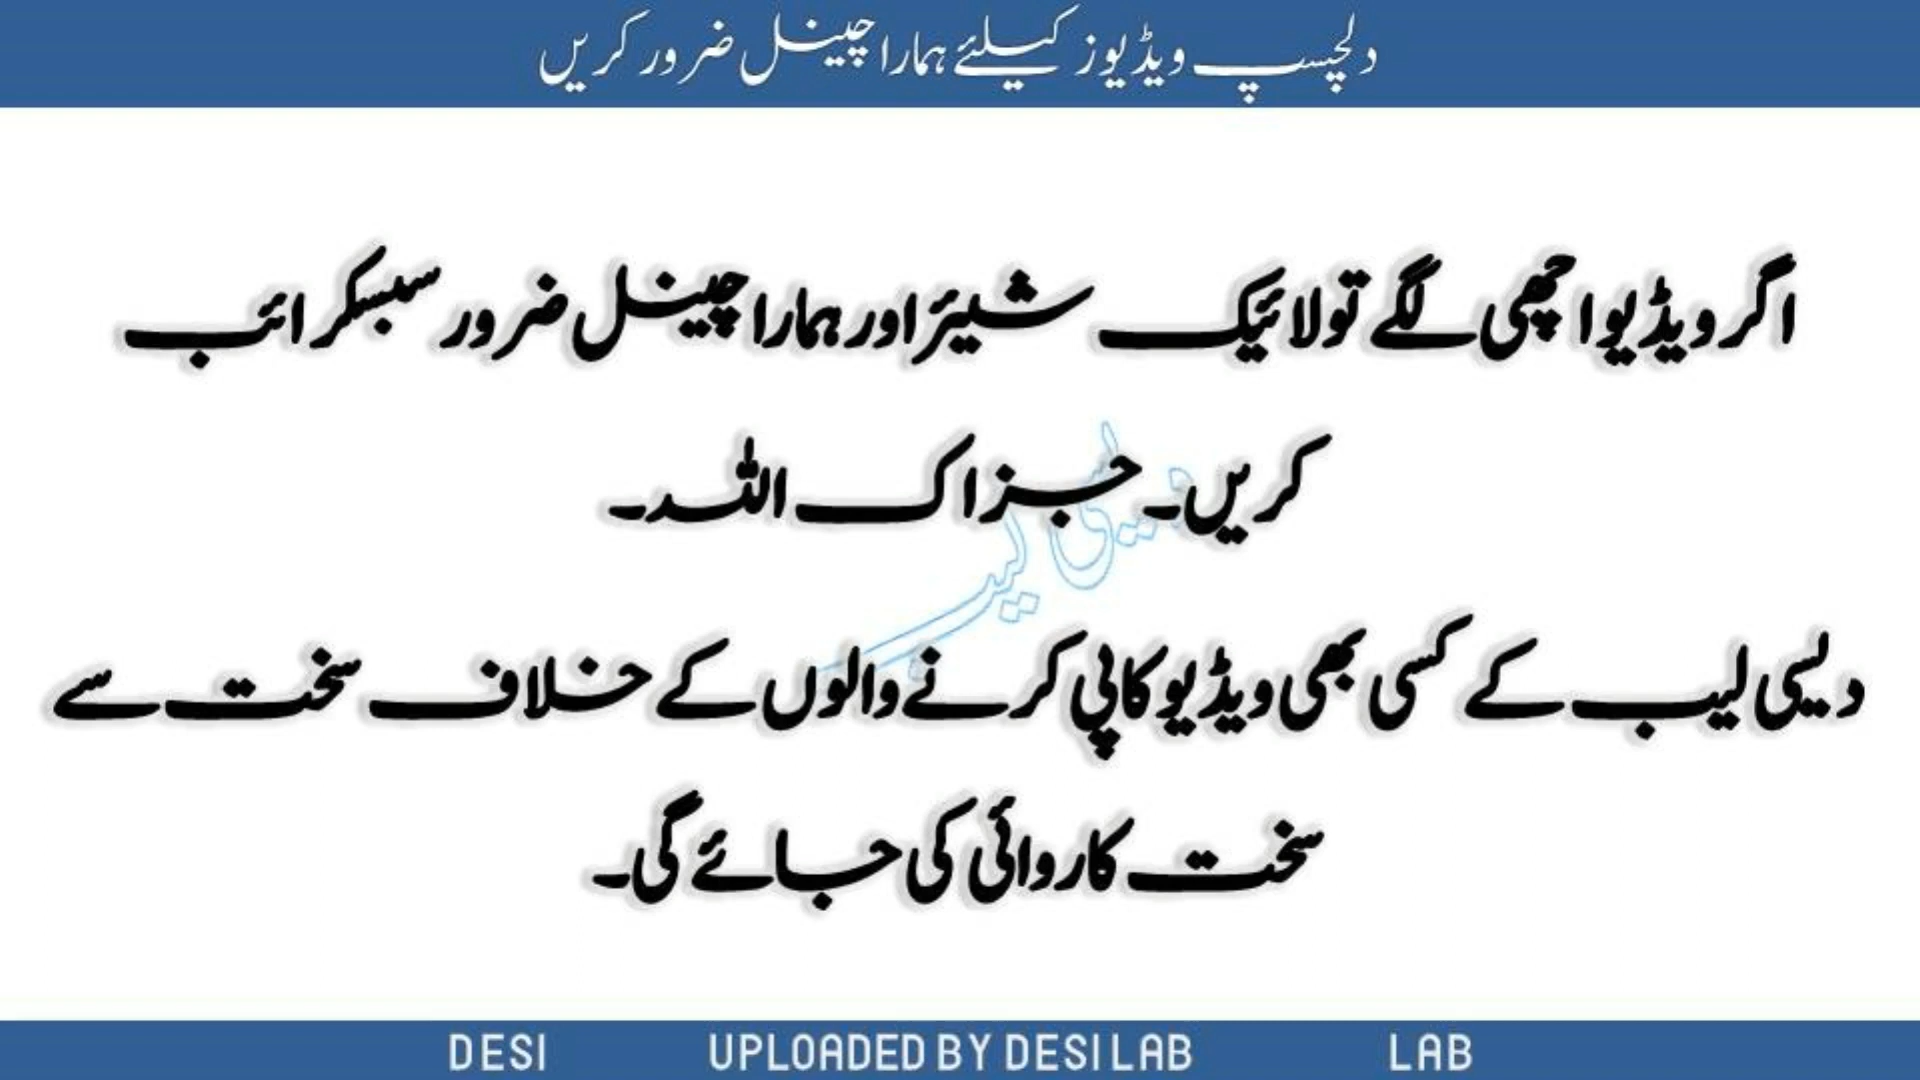 دلچسپ ویڈیوز کیلئے ہمارا چینل ضرور کریں
اگر ویڈیو اچھی لگے تو لائیک شیئر اور ہمارا چینل ضرور سبسکرائب
کریں۔ جزاک اللہ۔
دیسی لیب
دیسی لیب کے کسی بھی ویڈیو کاپی کرنے والوں کے خلاف سخت سے
سخت کاروائی کی جائے گی۔
DESI UPLOADED BY DESI LAB LAB